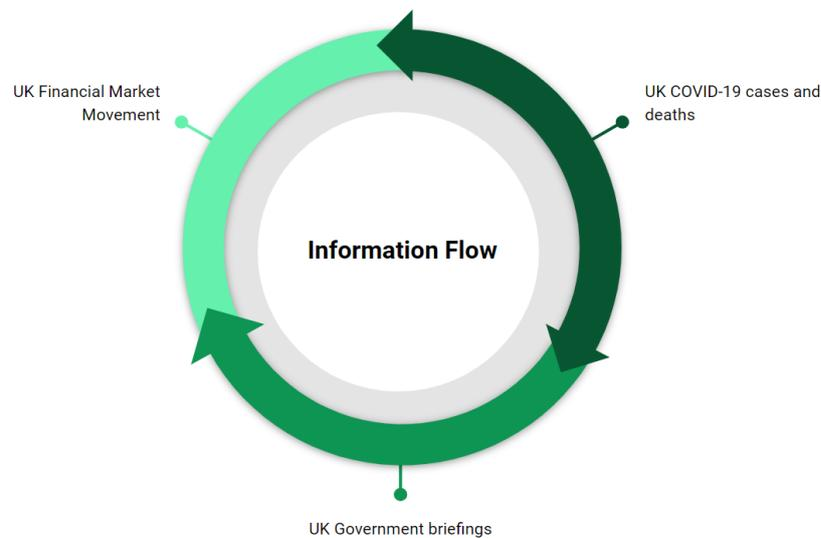 UK Financial Market
Movement
UK COVID-19 cases and
deaths
Information Flow
UK Government briefings